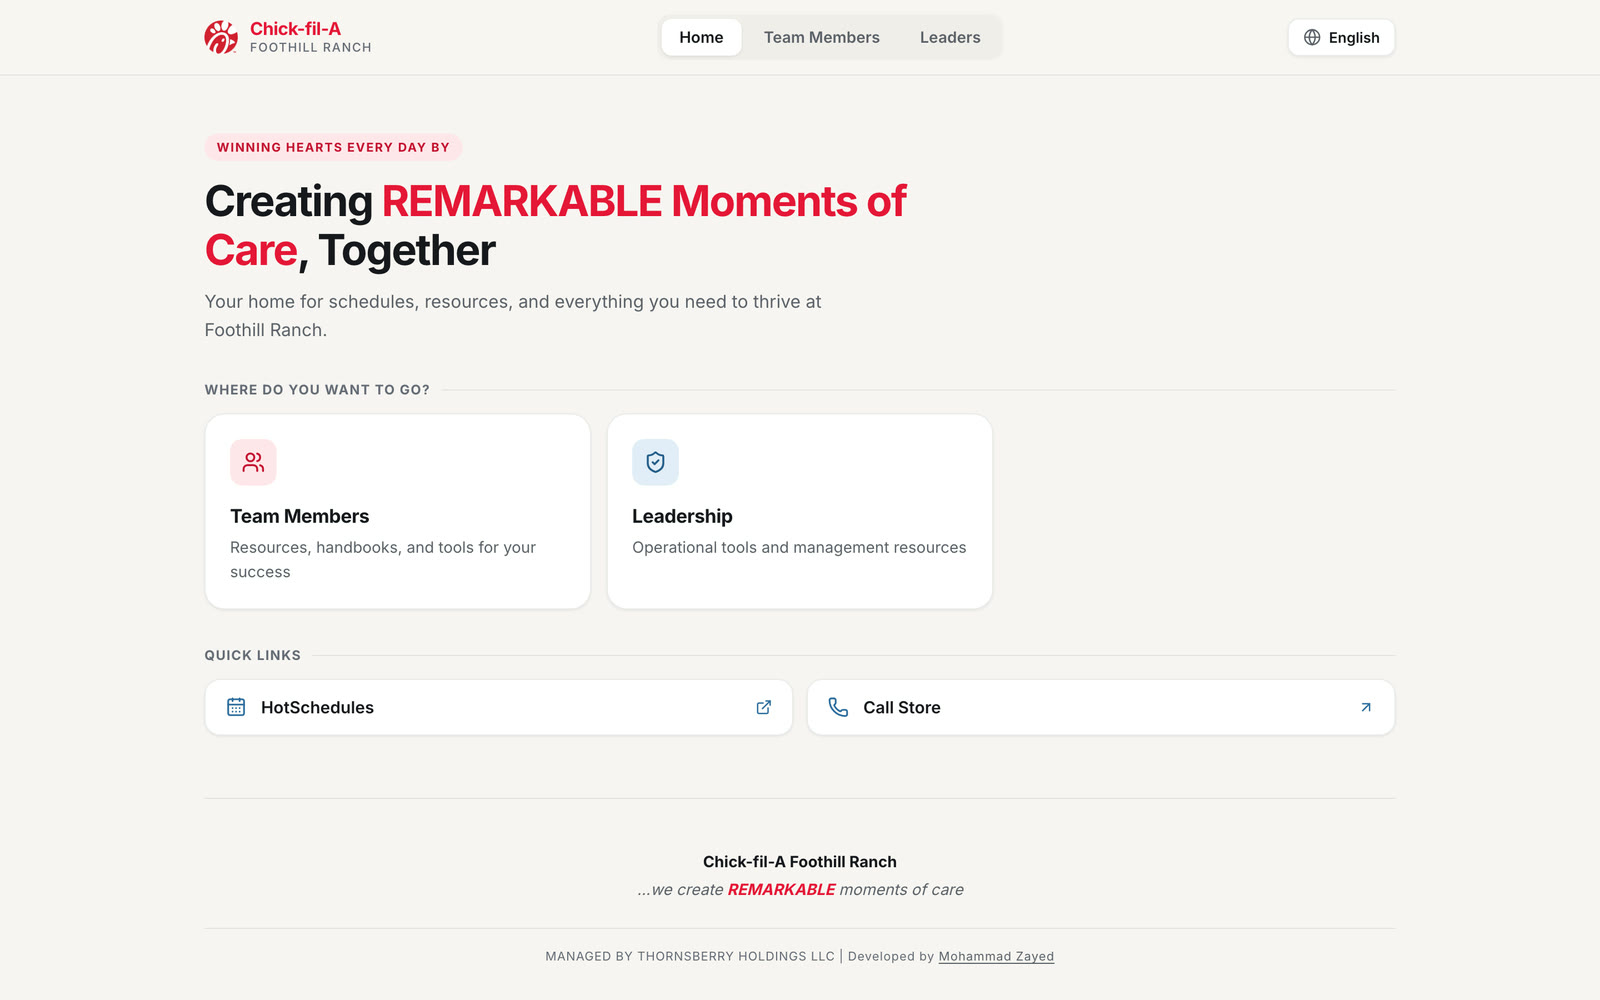 Chick-fil-A
FOOTHILL RANCH
Home
Team Members
Leaders
English
WINNING HEARTS EVERY DAY BY
Creating REMARKABLE Moments of
Care, Together
Your home for schedules, resources, and everything you need to thrive at
Foothill Ranch.
WHERE DO YOU WANT TO GO?
Team Members
Resources, handbooks, and tools for your
success
Leadership
Operational tools and management resources
QUICK LINKS
HotSchedules
Call Store
Chick-fil-A Foothill Ranch
...we create REMARKABLE moments of care
MANAGED BY THORNSBERRY HOLDINGS LLC | Developed by Mohammad Zayed